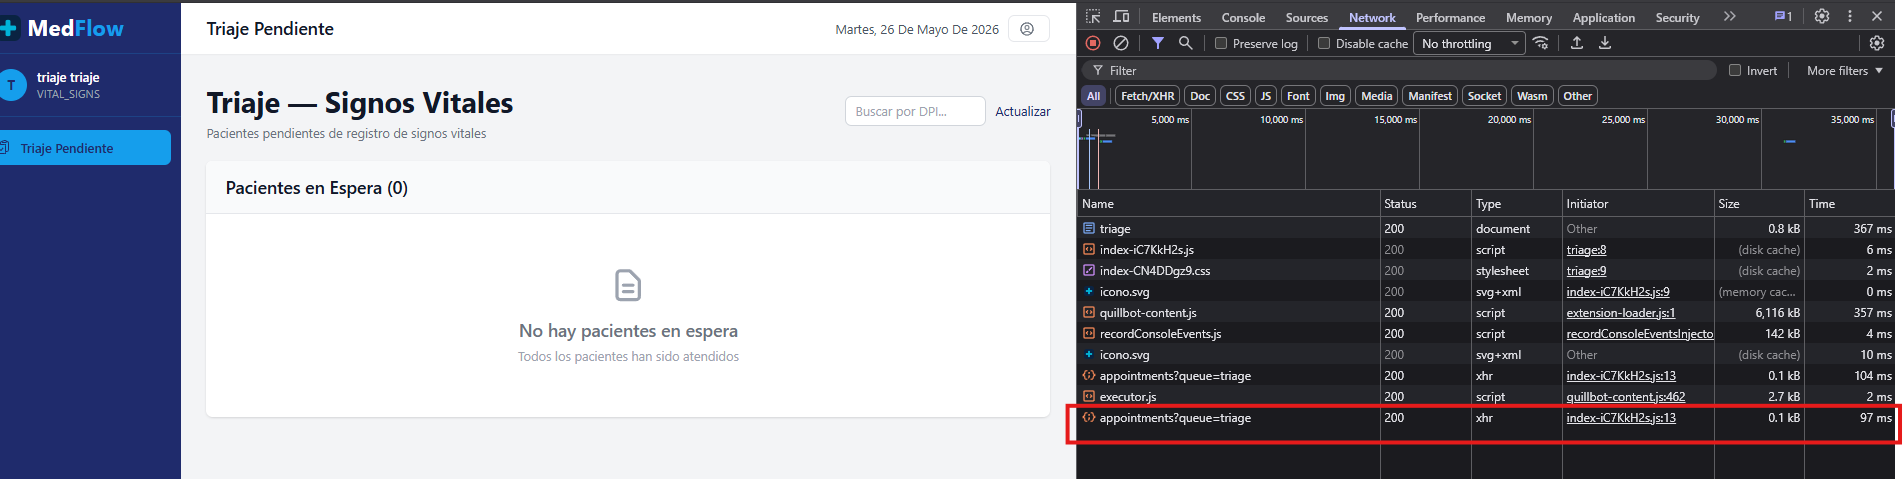 MedFlow
T
triaje triaje
VITAL_SIGNS
Triaje Pendiente
Triaje Pendiente
Martes, 26 De Mayo De 2026
Triaje — Signos Vitales
Pacientes pendientes de registro de signos vitales
Buscar por DPI...
Actualizar
Pacientes en Espera (0)
No hay pacientes en espera
Todos los pacientes han sido atendidos
Elements Console Sources Network Performance Memory Application Security 1
Preserve log Disable cache No throttling
Filter Invert More filters
All Fetch/XHR Doc CSS JS Font Img Media Manifest Socket Wasm Other
5,000 ms 10,000 ms 15,000 ms 20,000 ms 25,000 ms 30,000 ms 35,000 ms
Name Status Type Initiator Size Time
triage 200 document Other 0.8 kB 367 ms
index-iC7KkH2s.js 200 script triage:8 (disk cache) 6 ms
index-CN4DDgz9.css 200 stylesheet triage:9 (disk cache) 2 ms
icono.svg 200 svg+xml index-iC7KkH2s.js:9 (memory cac... 0 ms
quillbot-content.js 200 script extension-loader.js:1 6,116 kB 357 ms
recordConsoleEvents.js 200 script recordConsoleEventsInjecto 142 kB 4 ms
icono.svg 200 svg+xml Other (disk cache) 10 ms
appointments?queue=triage 200 xhr index-iC7KkH2s.js:13 0.1 kB 104 ms
executor.js 200 script quillbot-content.js:462 2.7 kB 2 ms
appointments?queue=triage 200 xhr index-iC7KkH2s.js:13 0.1 kB 97 ms